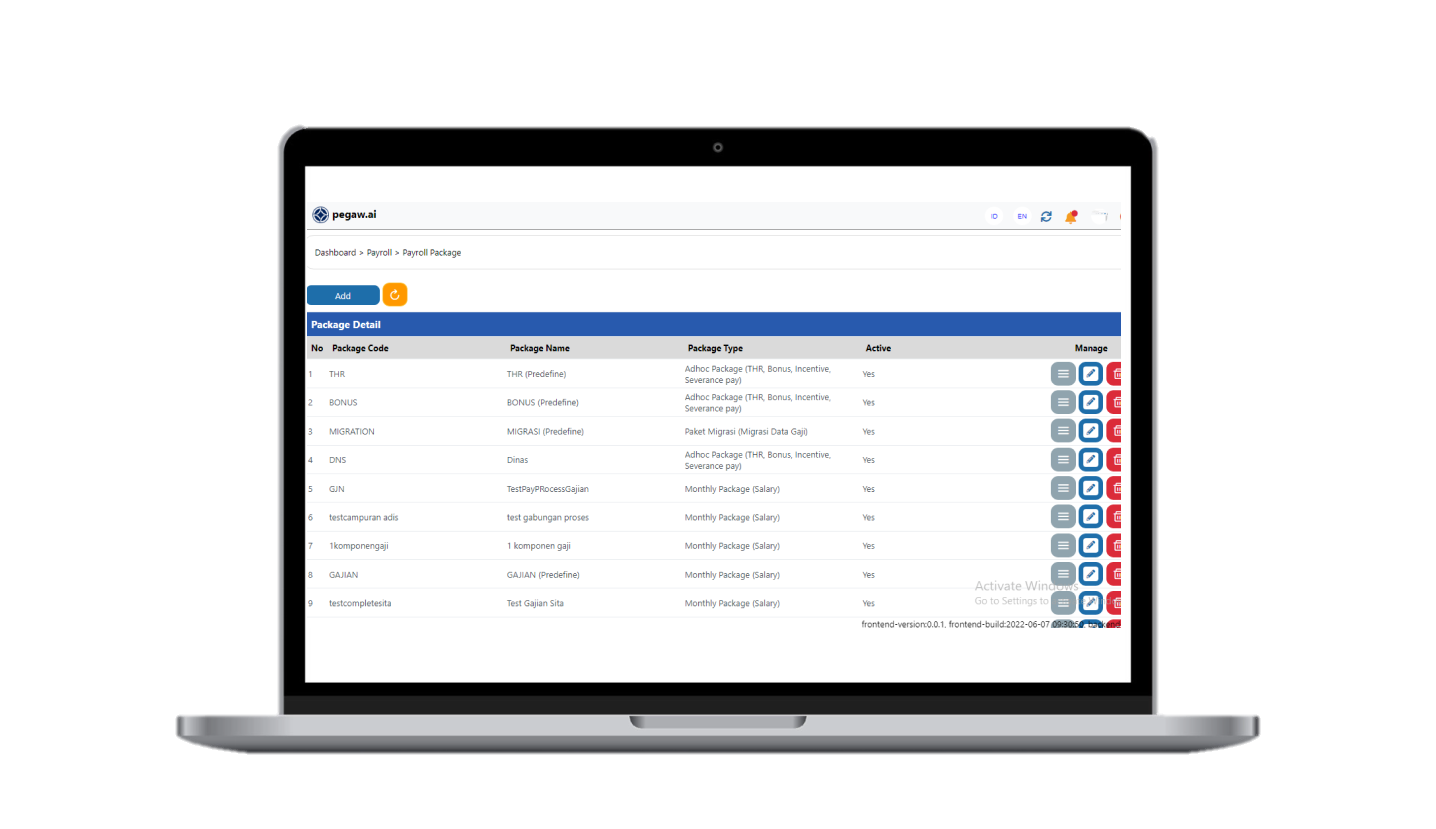 pegaw.ai
ID EN
Dashboard > Payroll > Payroll Package
Add
Package Detail
No Package Code Package Name Package Type Active Manage
1 THR THR (Predefine) Adhoc Package (THR, Bonus, Incentive,
Severance pay) Yes
2 BONUS BONUS (Predefine) Adhoc Package (THR, Bonus, Incentive,
Severance pay) Yes
3 MIGRATION MIGRASI (Predefine) Paket Migrasi (Migrasi Data Gaji) Yes
4 DNS Dinas Adhoc Package (THR, Bonus, Incentive,
Severance pay) Yes
5 GJN TestPayPRocessGajian Monthly Package (Salary) Yes
6 testcampuran adis test gabungan proses Monthly Package (Salary) Yes
7 1komponengaji 1 komponen gaji Monthly Package (Salary) Yes
8 GAJIAN GAJIAN (Predefine) Monthly Package (Salary) Yes
Activate Windows
9 testcompletesita Test Gajian Sita Monthly Package (Salary) Yes
Go to Settings to
frontend-version:0.0.1, frontend-build:2022-06-07